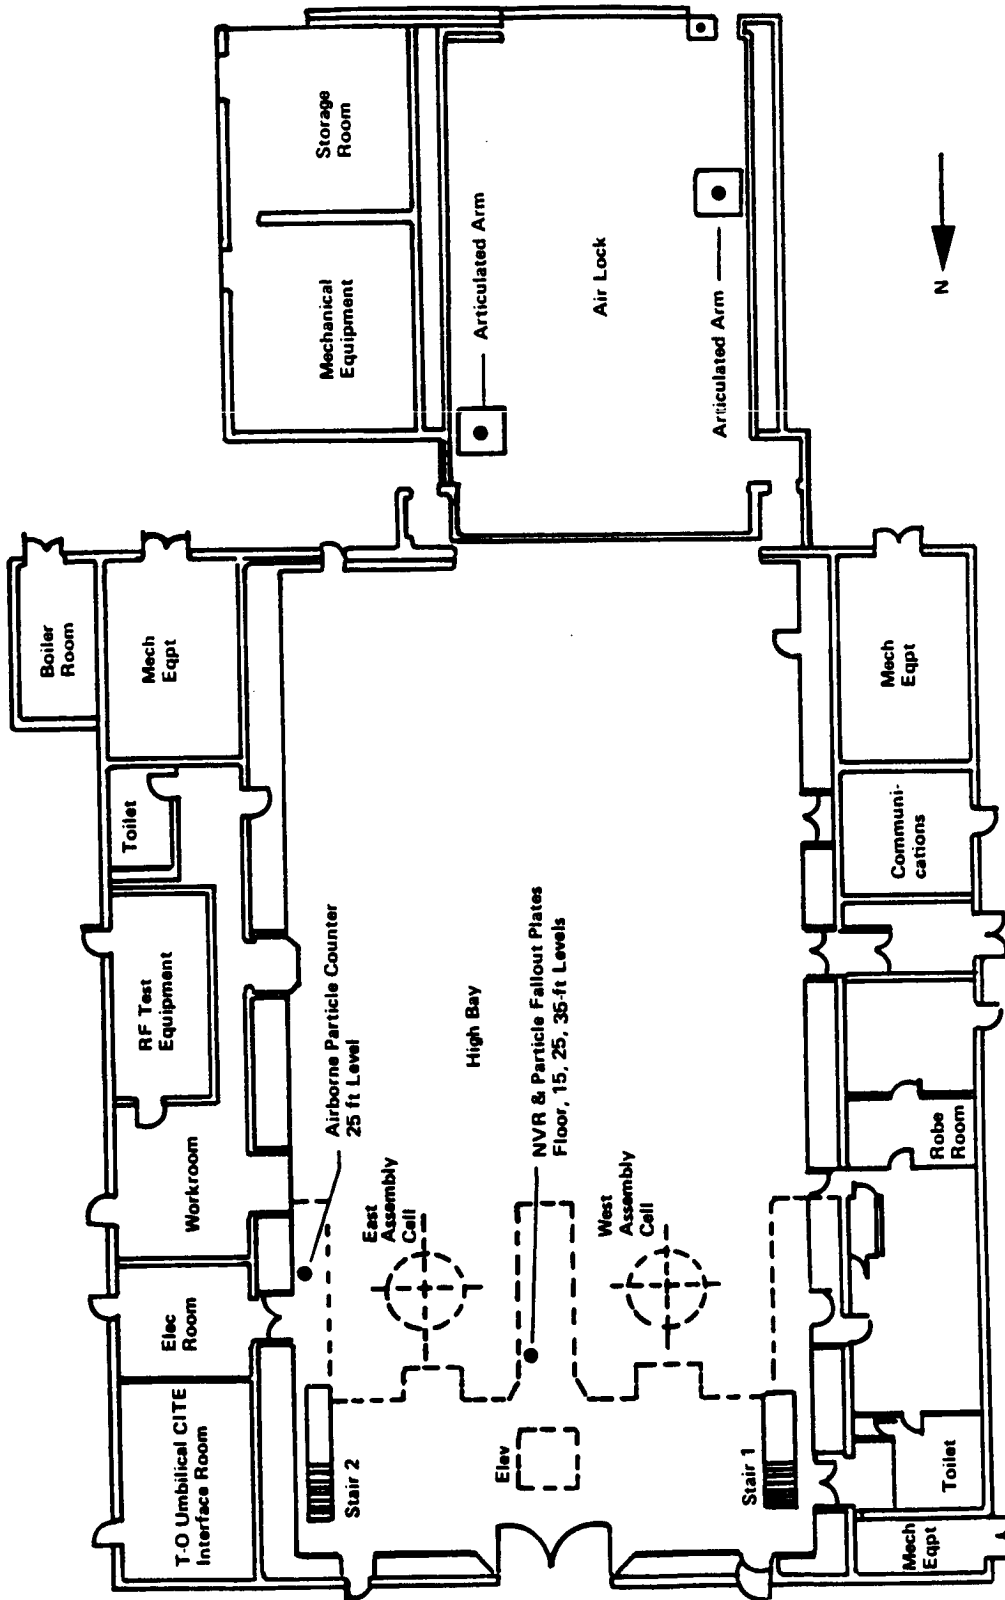 Storage
Room
Mechanical
Equipment
Articulated Arm
Air Lock
Articulated Arm
N
Boiler
Room
Mech
Eqpt
Mech
Eqpt
Toilet
Communi-
cations
RF Test
Equipment
Airborne Particle Counter
25 ft Level
High Bay
NVR & Particle Fallout Plates
Floor, 15, 25, 35-ft Levels
Robe
Room
Workroom
East
Assembly
Cell
West
Assembly
Cell
Elec
Room
T-O Umbilical CITE
Interface Room
Stair 2
Elev
Stair 1
Toilet
Mech
Eqpt